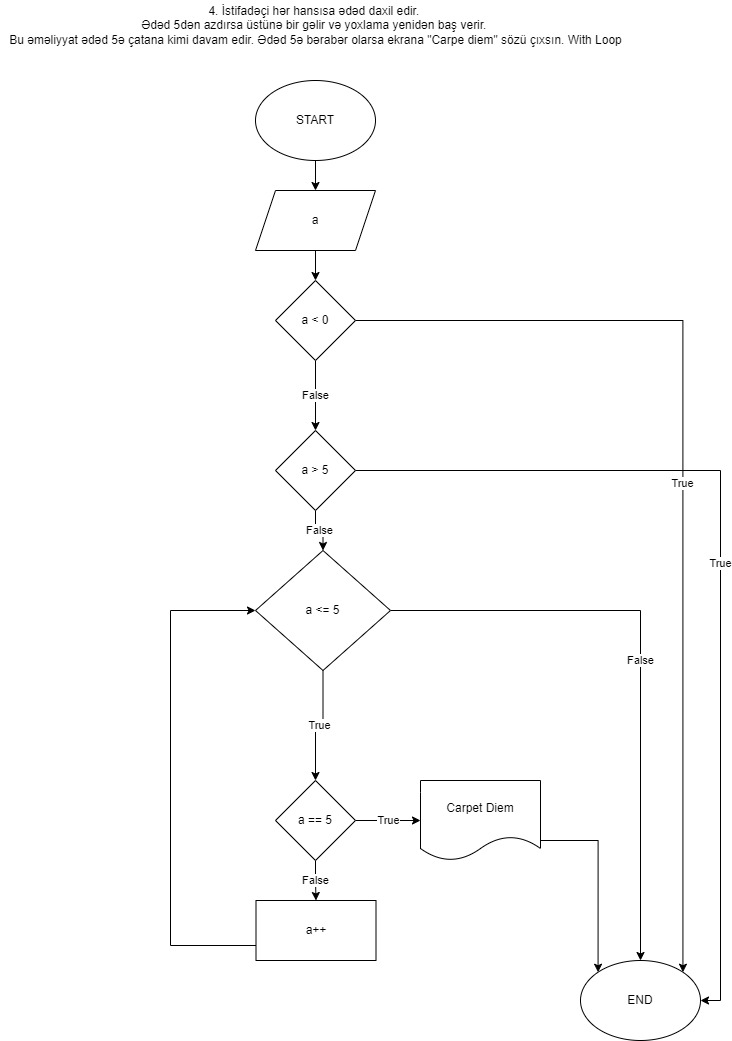 4. İstifadəçi hər hansısa ədəd daxil edir.
Ədəd 5dən azdırsa üstünə bir gəlir və yoxlama yenidən baş verir.
Bu əməliyyat ədəd 5ə çatana kimi davam edir. Ədəd 5ə bərabər olarsa ekrana "Carpe diem" sözü çıxsın. With Loop
START
a
a < 0
False
a > 5
True
False
True
a <= 5
False
True
a == 5
True
Carpet Diem
False
a++
END